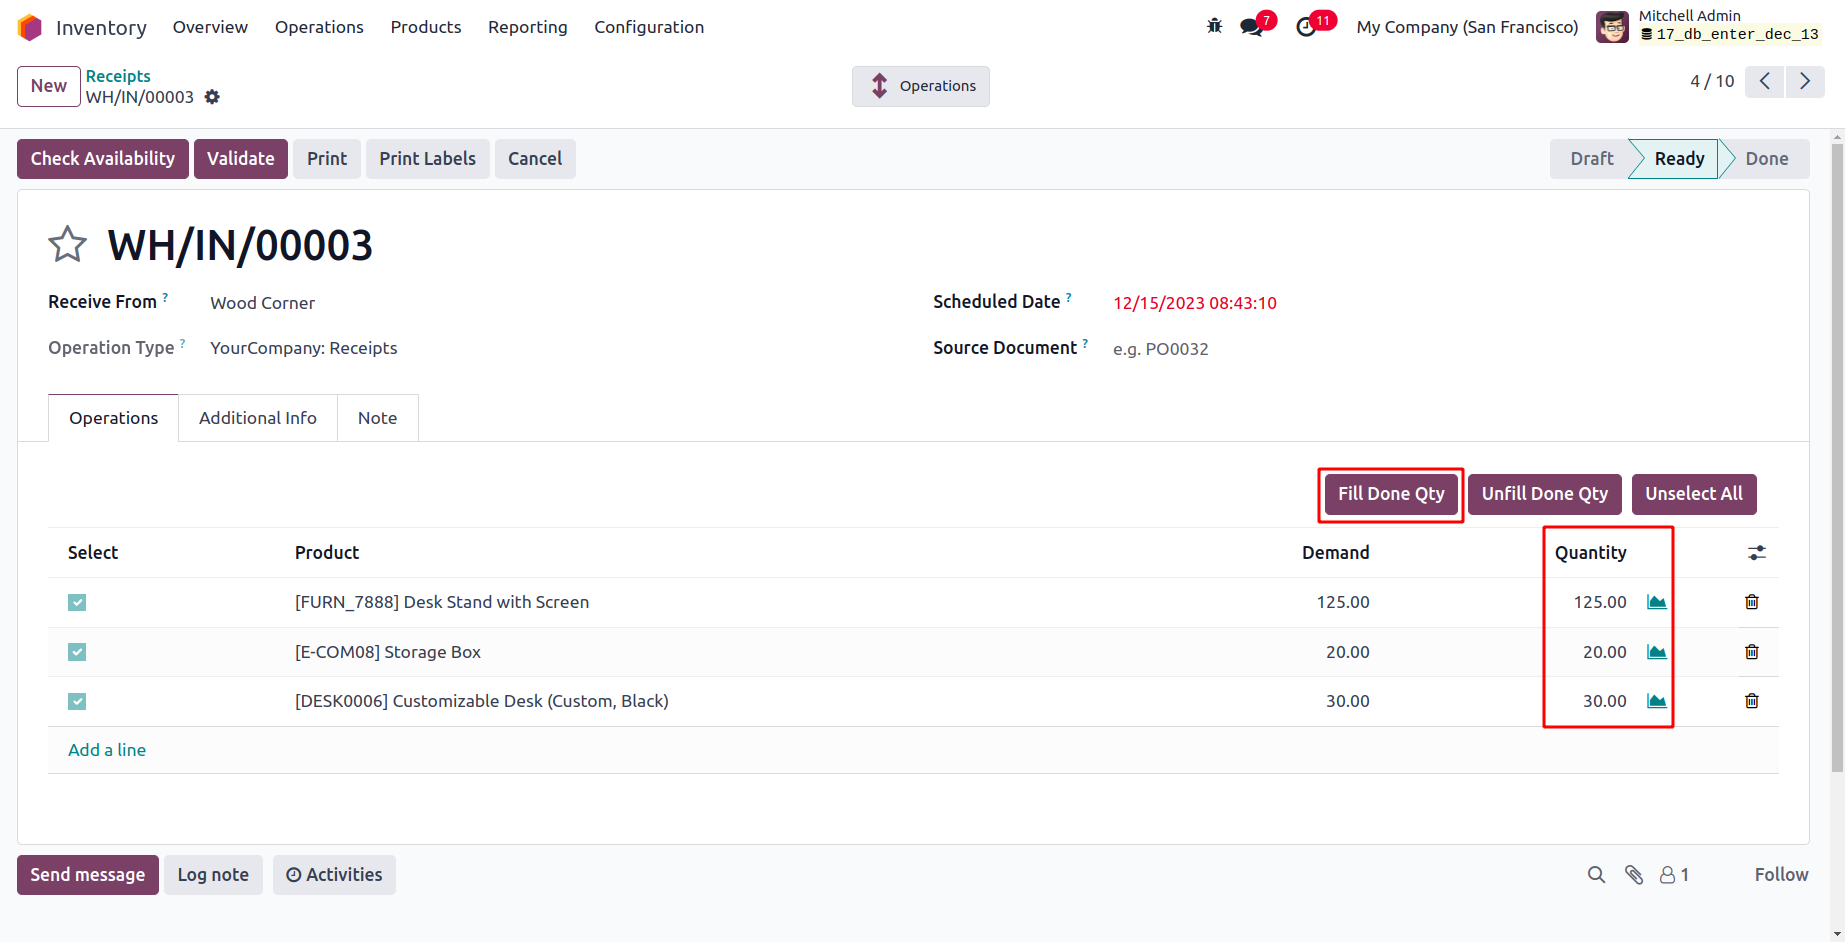 Inventory Overview Operations Products Reporting Configuration 7 11 My Company (San Francisco) Mitchell Admin
17_db_enter_dec_13
New Receipts
WH/IN/00003
Operations
4 / 10
Check Availability Validate Print Print Labels Cancel Draft Ready Done
WH/IN/00003
Receive From ? Wood Corner Scheduled Date ? 12/15/2023 08:43:10
Operation Type ? YourCompany: Receipts Source Document ? e.g. PO0032
Operations Additional Info Note
Fill Done Qty Unfill Done Qty Unselect All
Select Product Demand Quantity
[FURN_7888] Desk Stand with Screen 125.00 125.00
[E-COM08] Storage Box 20.00 20.00
[DESK0006] Customizable Desk (Custom, Black) 30.00 30.00
Add a line
Send message Log note Activities 1 Follow